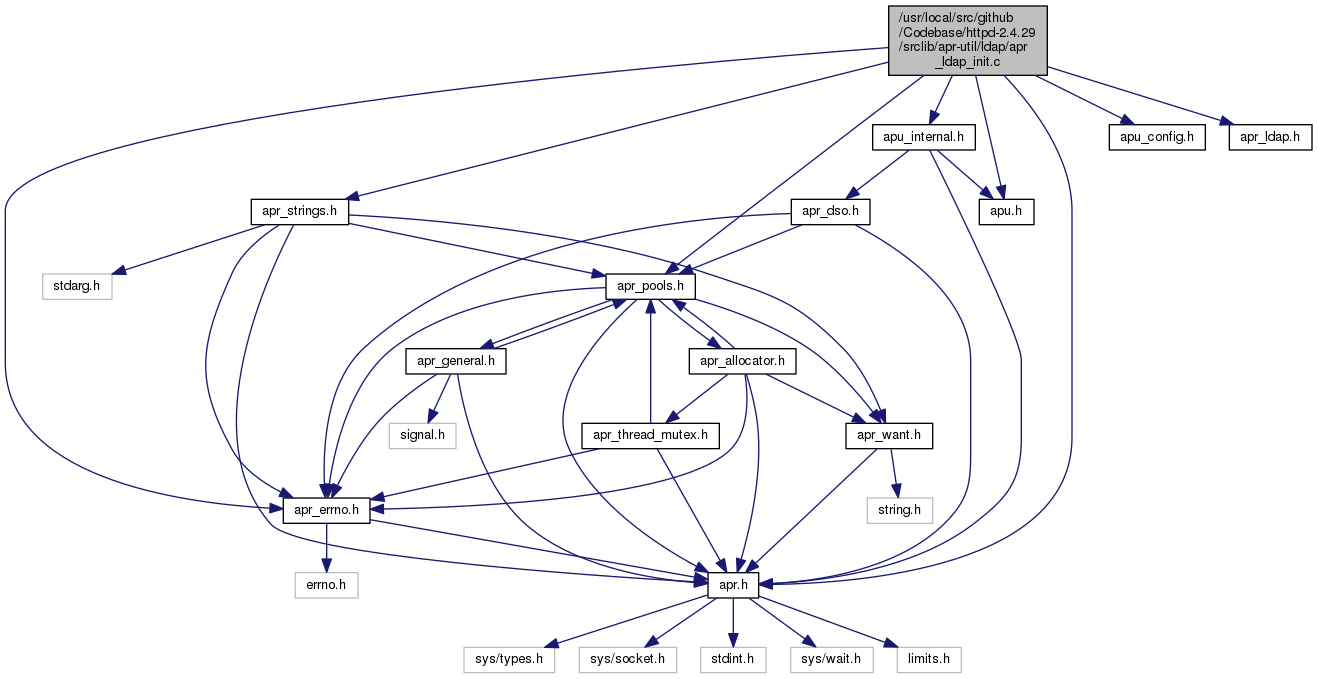 /usr/local/src/github
/Codebase/httpd-2.4.29
/srclib/apr-util/ldap/apr
_ldap_init.c
apu_internal.h
apu_config.h
apr_ldap.h
apr_strings.h
apr_dso.h
apu.h
stdarg.h
apr_pools.h
apr_general.h
apr_allocator.h
signal.h
apr_thread_mutex.h
apr_want.h
apr_errno.h
string.h
errno.h
apr.h
sys/types.h
sys/socket.h
stdint.h
sys/wait.h
limits.h